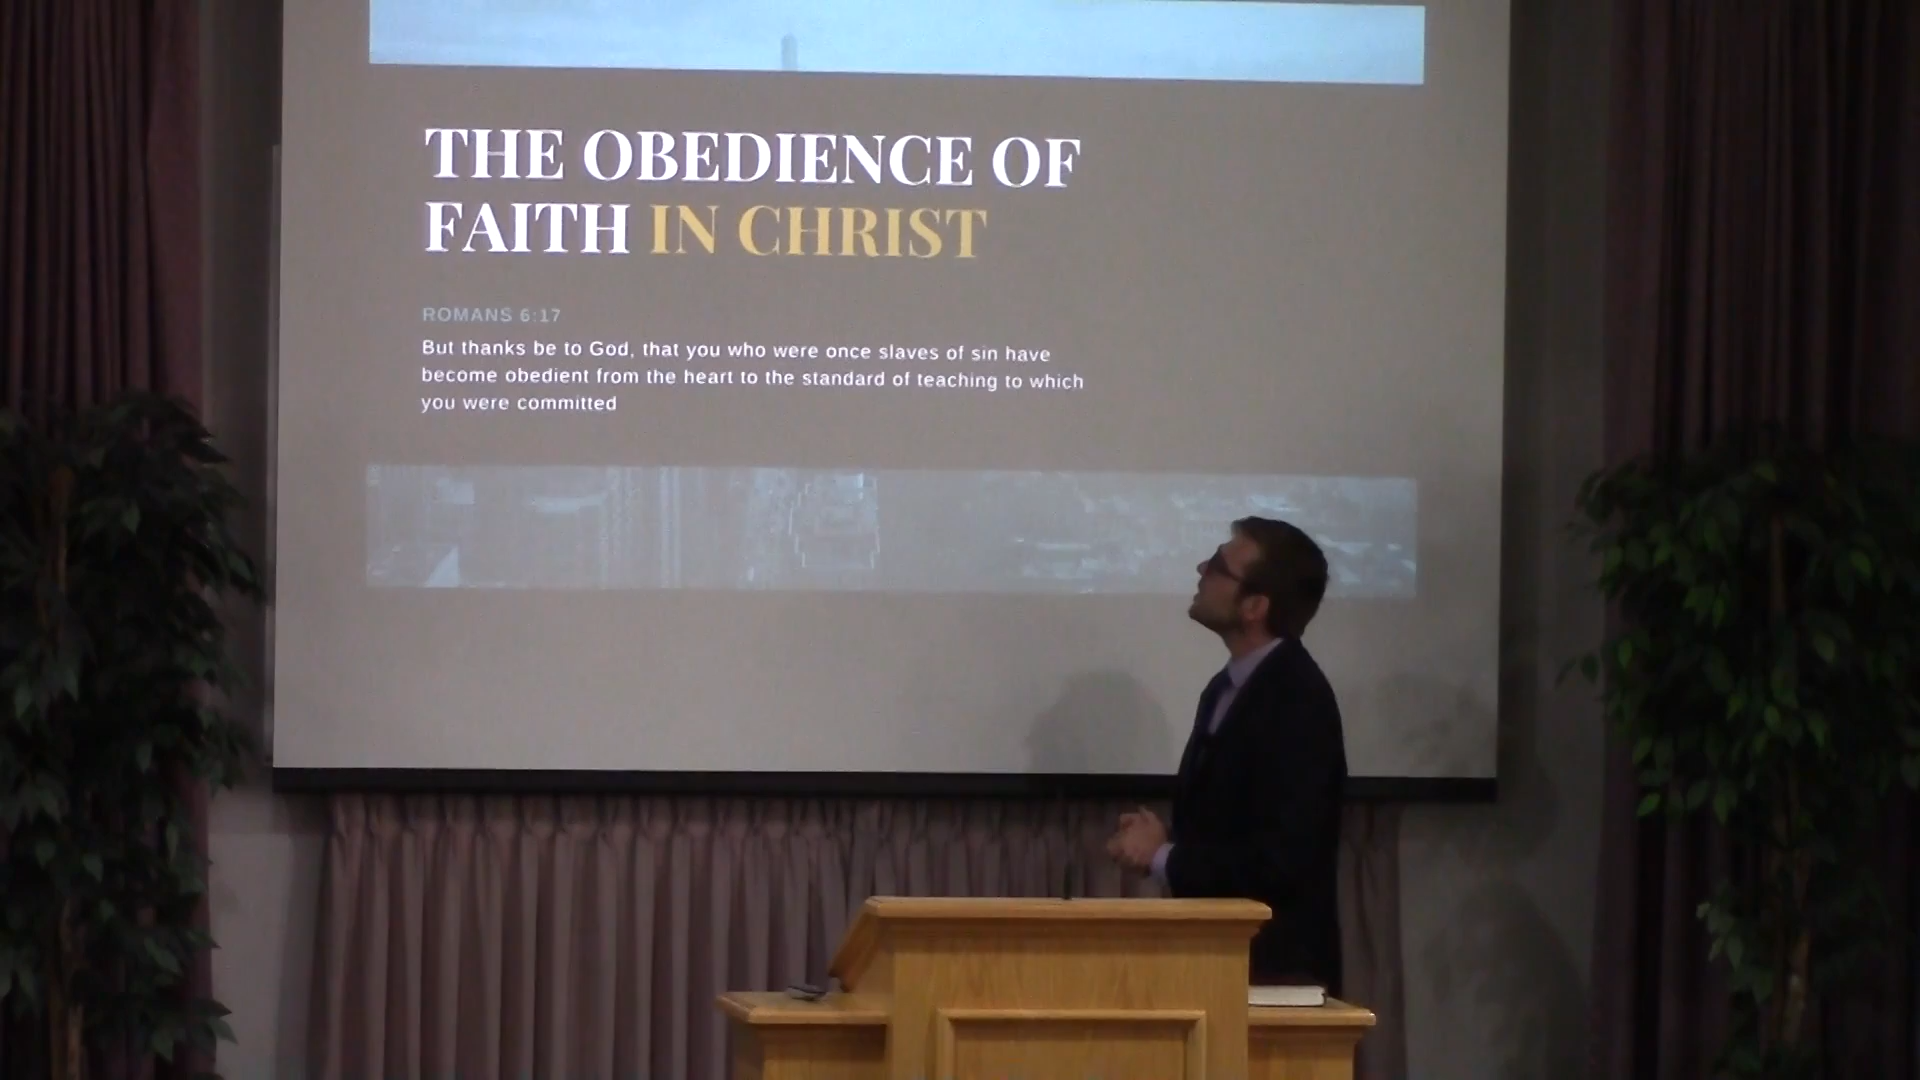 THE OBEDIENCE OF
FAITH IN CHRIST
ROMANS 6:17
But thanks be to God, that you who were once slaves of sin have
become obedient from the heart to the standard of teaching to which
you were committed